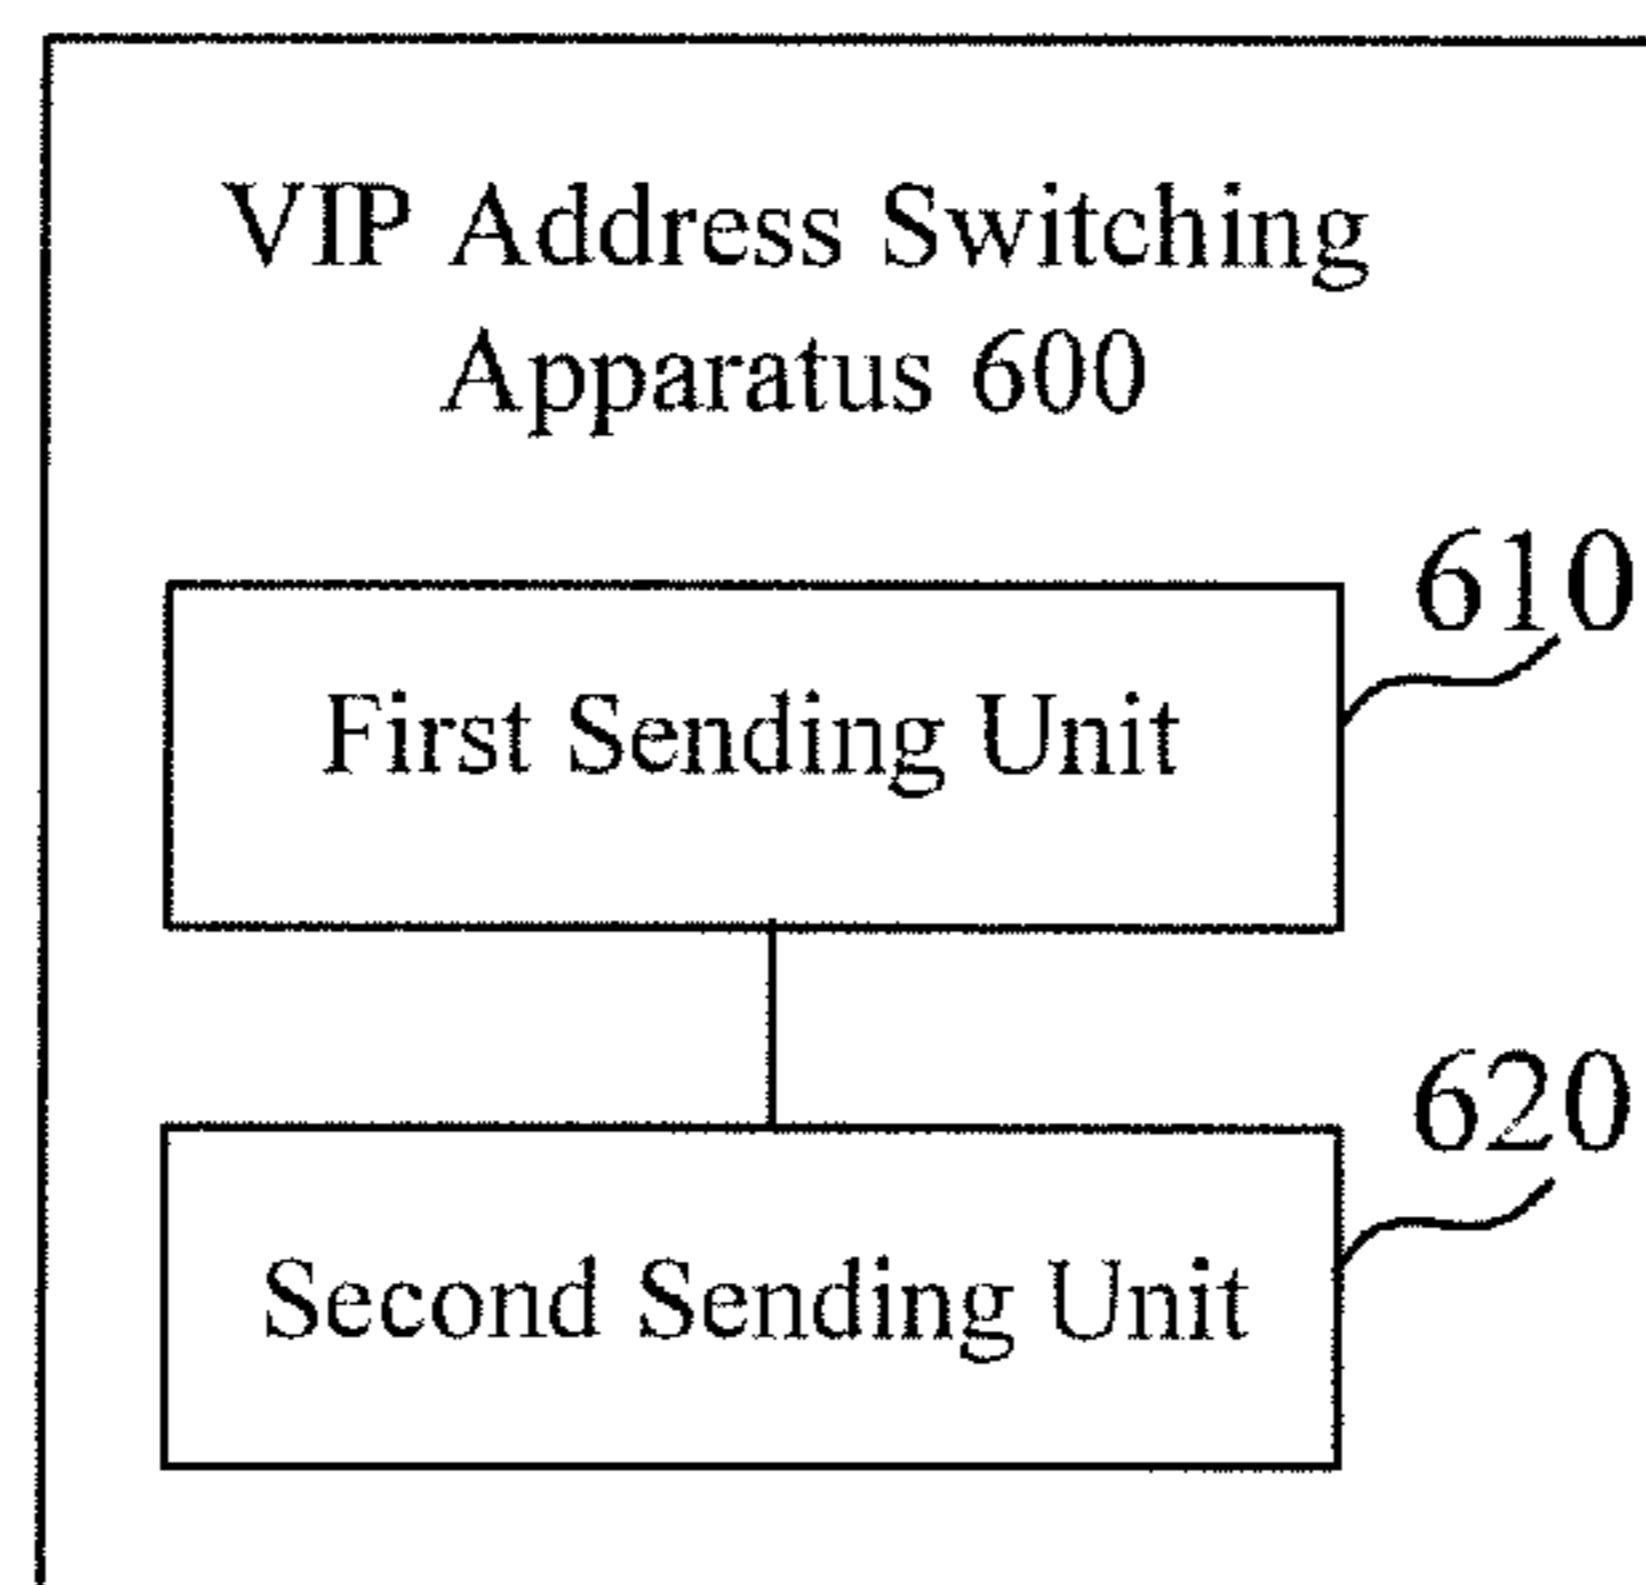 VIP Address Switching
Apparatus 600
610
First Sending Unit
620
Second Sending Unit